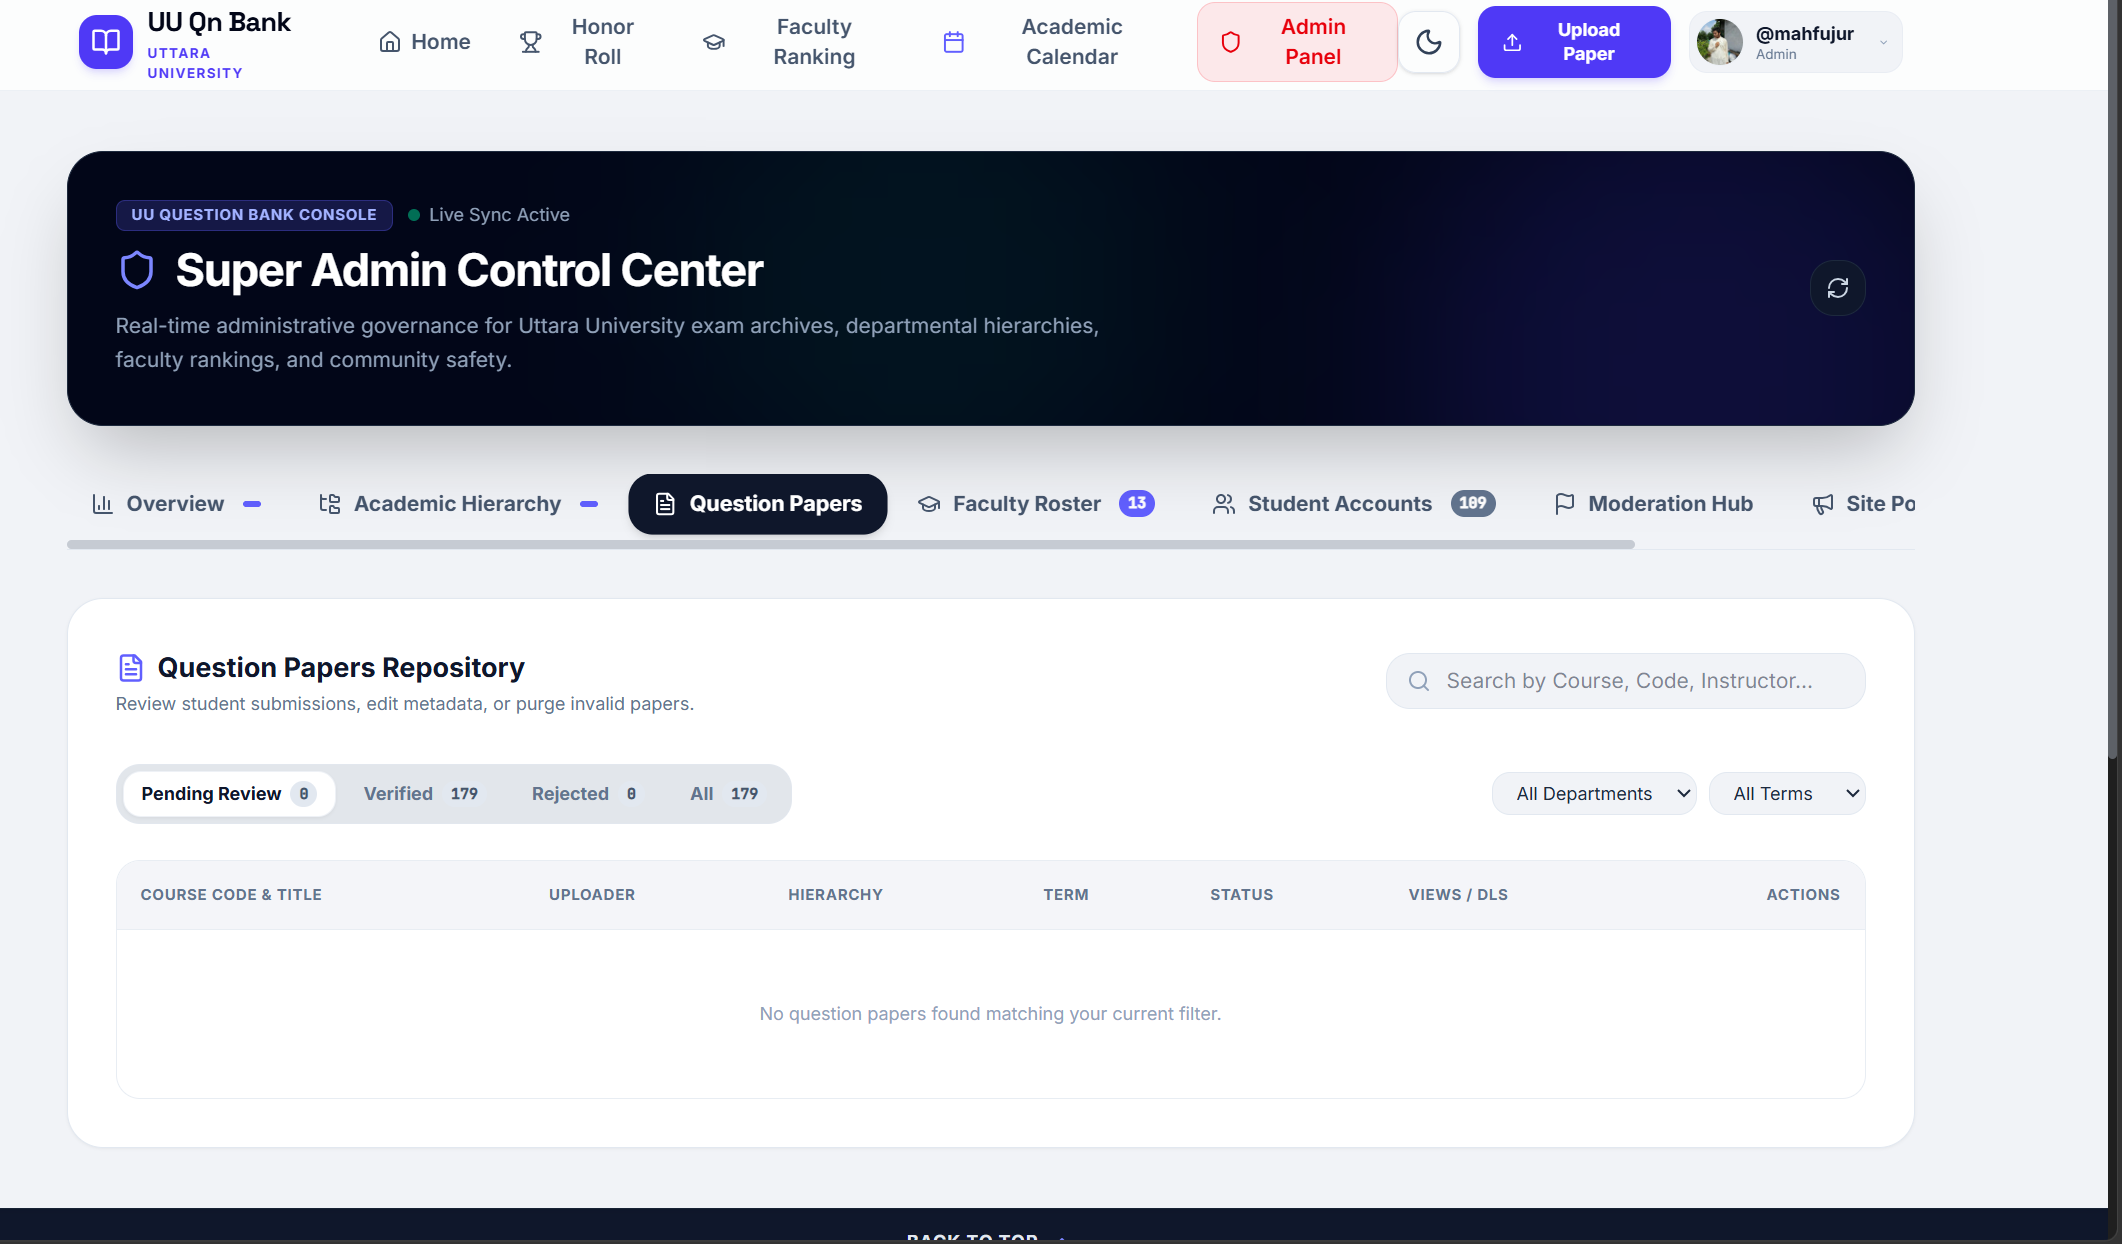 UU Qn Bank
UTTARA
UNIVERSITY
Home
Honor
Roll
Faculty
Ranking
Academic
Calendar
Admin
Panel
Upload
Paper
@mahfujur
Admin
UU QUESTION BANK CONSOLE
Live Sync Active
Super Admin Control Center
Real-time administrative governance for Uttara University exam archives, departmental hierarchies,
faculty rankings, and community safety.
Overview
Academic Hierarchy
Question Papers
Faculty Roster 13
Student Accounts 109
Moderation Hub
Site Po
Question Papers Repository
Review student submissions, edit metadata, or purge invalid papers.
Search by Course, Code, Instructor...
Pending Review 0
Verified 179
Rejected 0
All 179
All Departments
All Terms
COURSE CODE & TITLE UPLOADER HIERARCHY TERM STATUS VIEWS / DLS ACTIONS
No question papers found matching your current filter.
BACK TO TOP